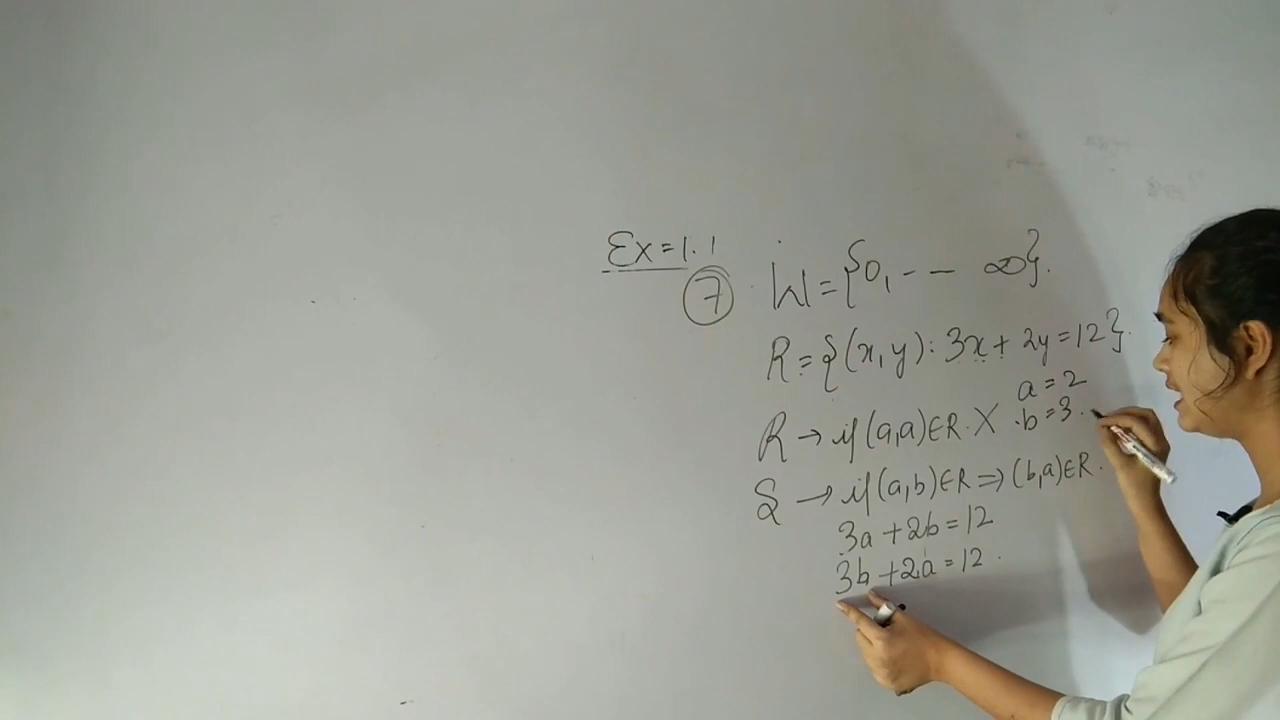 Ex = 1.1
7
W = {0, - - ∞}.
R = {(x, y) : 3x + 2y = 12}.
a = 2
R → if (a,a) ∈ R. X
b = 3.
S → if (a,b) ∈ R ⇒ (b,a) ∈ R.
3a + 2b = 12
3b + 2a = 12.